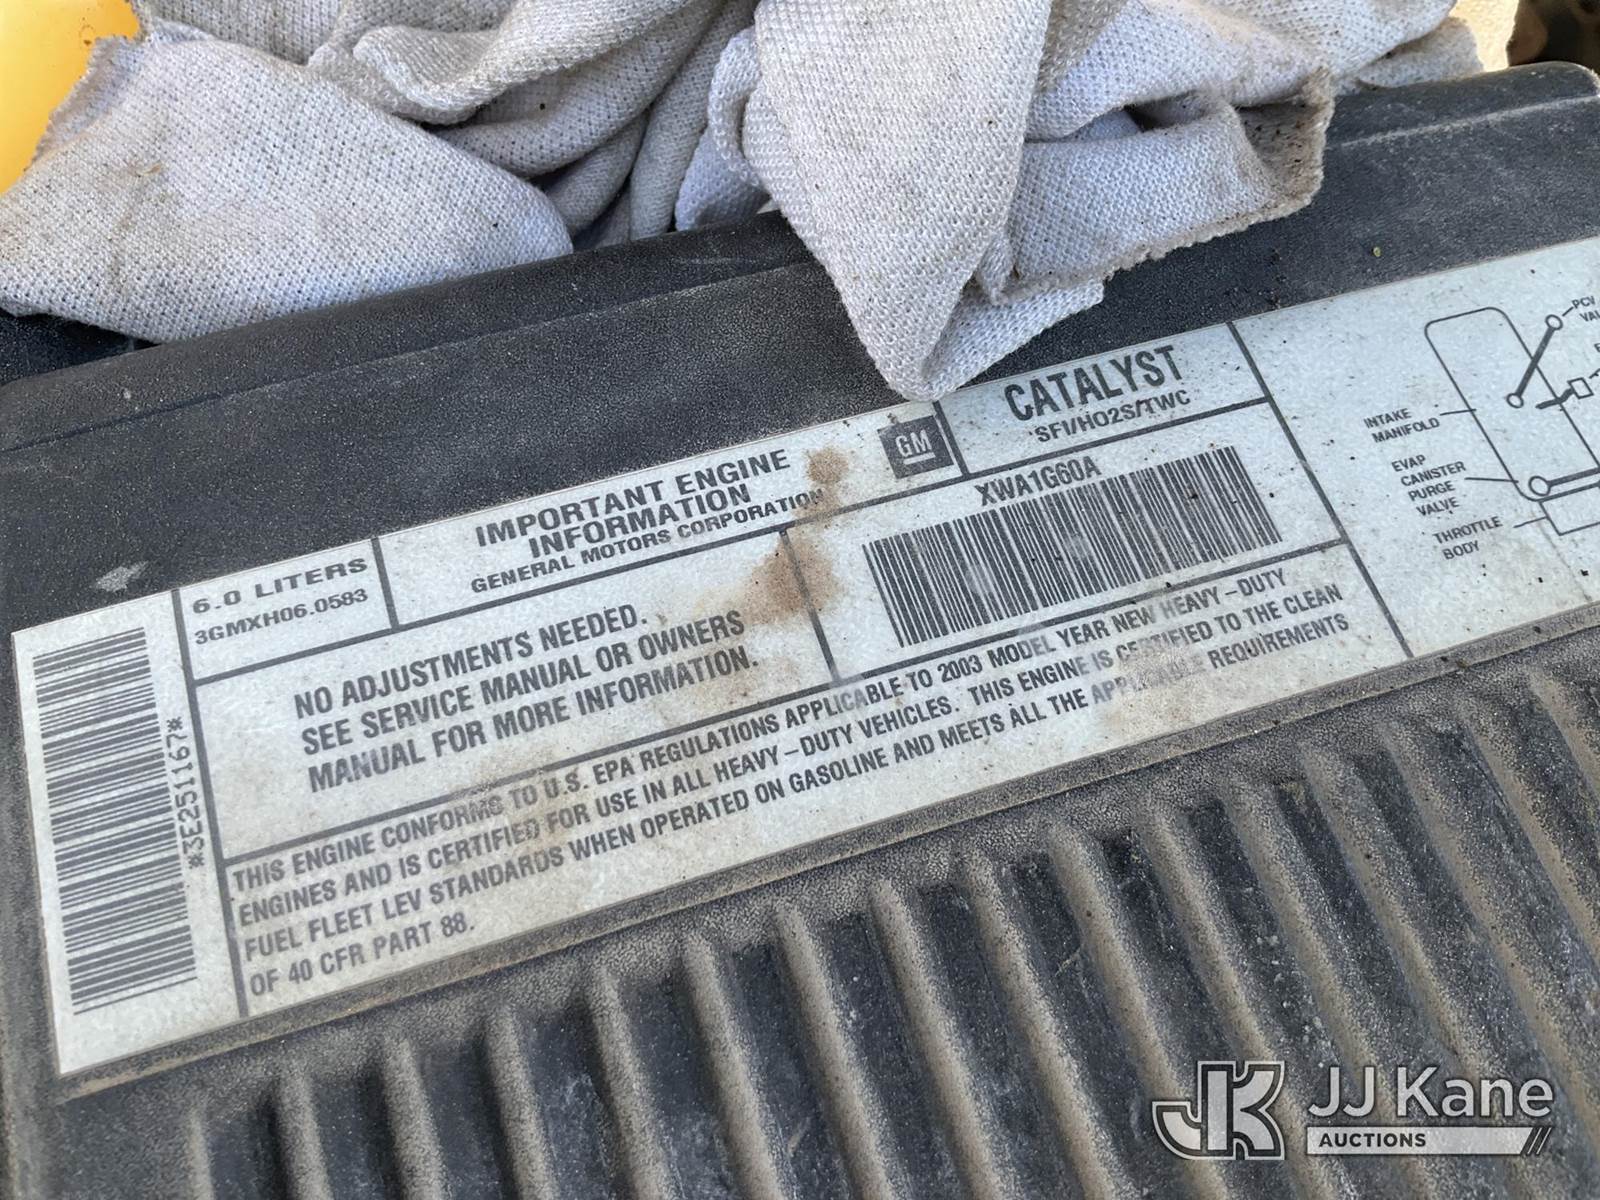 6.0 LITERS
3GMXH06.0583
IMPORTANT ENGINE
INFORMATION
GENERAL MOTORS CORPORATION
GM
CATALYST
SFI/HO2S/TWC
XWA1G60A
NO ADJUSTMENTS NEEDED.
SEE SERVICE MANUAL OR OWNERS
MANUAL FOR MORE INFORMATION.
THIS ENGINE CONFORMS TO U.S. EPA REGULATIONS APPLICABLE TO 2003 MODEL YEAR NEW HEAVY-DUTY
ENGINES AND IS CERTIFIED FOR USE IN ALL HEAVY-DUTY VEHICLES. THIS ENGINE IS CERTIFIED TO THE CLEAN
FUEL FLEET LEV STANDARDS WHEN OPERATED ON GASOLINE AND MEETS ALL THE APPLICABLE REQUIREMENTS
OF 40 CFR PART 88.
*3E251167*
PCV
INTAKE
MANIFOLD
EVAP
CANISTER
PURGE
VALVE
THROTTLE
BODY
JK
JJ Kane
AUCTIONS